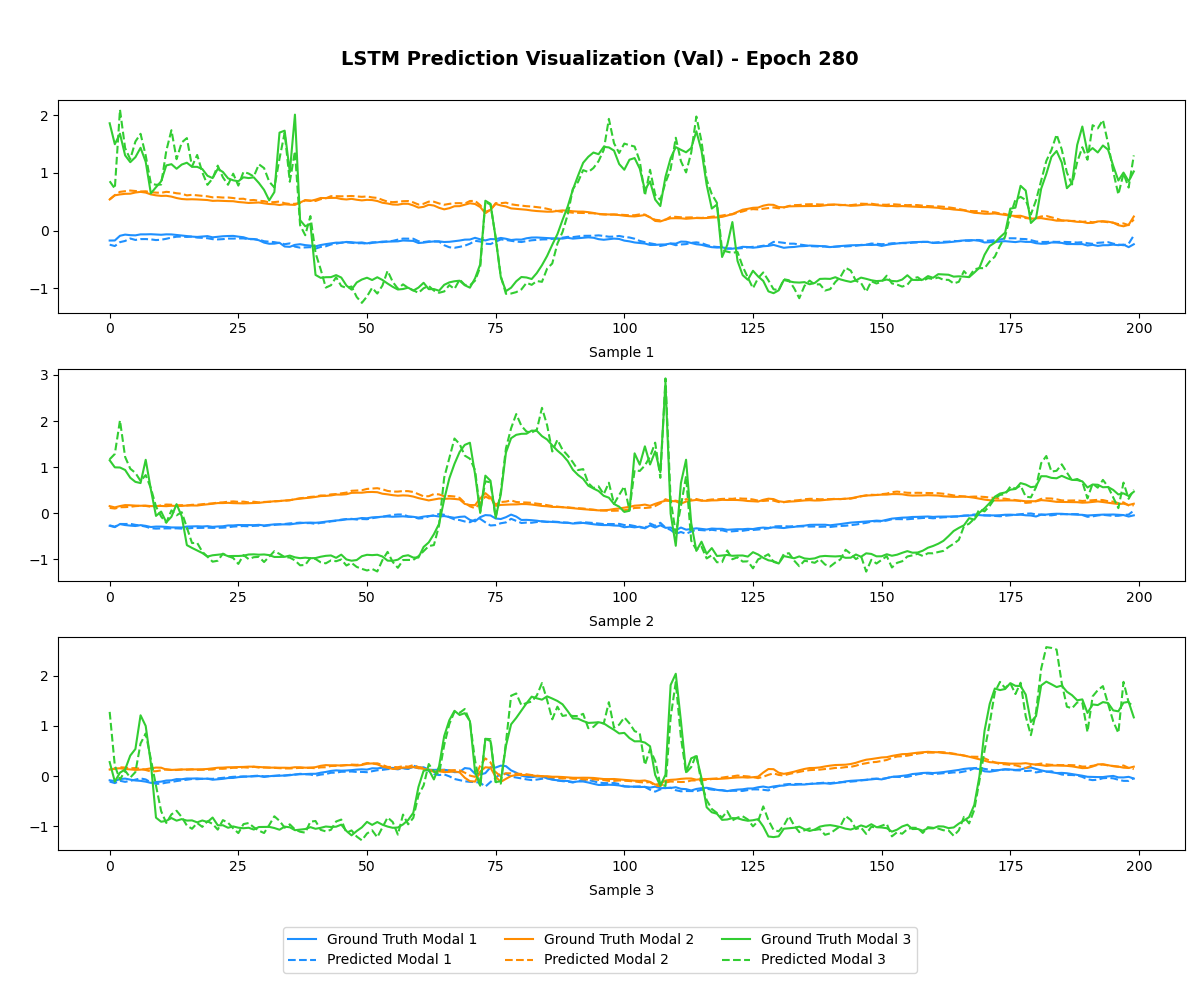 LSTM Prediction Visualization (Val) - Epoch 280
2
1
0
−1
0 25 50 75 100 125 150 175 200
Sample 1
3
2
1
0
−1
0 25 50 75 100 125 150 175 200
Sample 2
2
1
0
−1
0 25 50 75 100 125 150 175 200
Sample 3
Ground Truth Modal 1 Ground Truth Modal 2 Ground Truth Modal 3
Predicted Modal 1 Predicted Modal 2 Predicted Modal 3